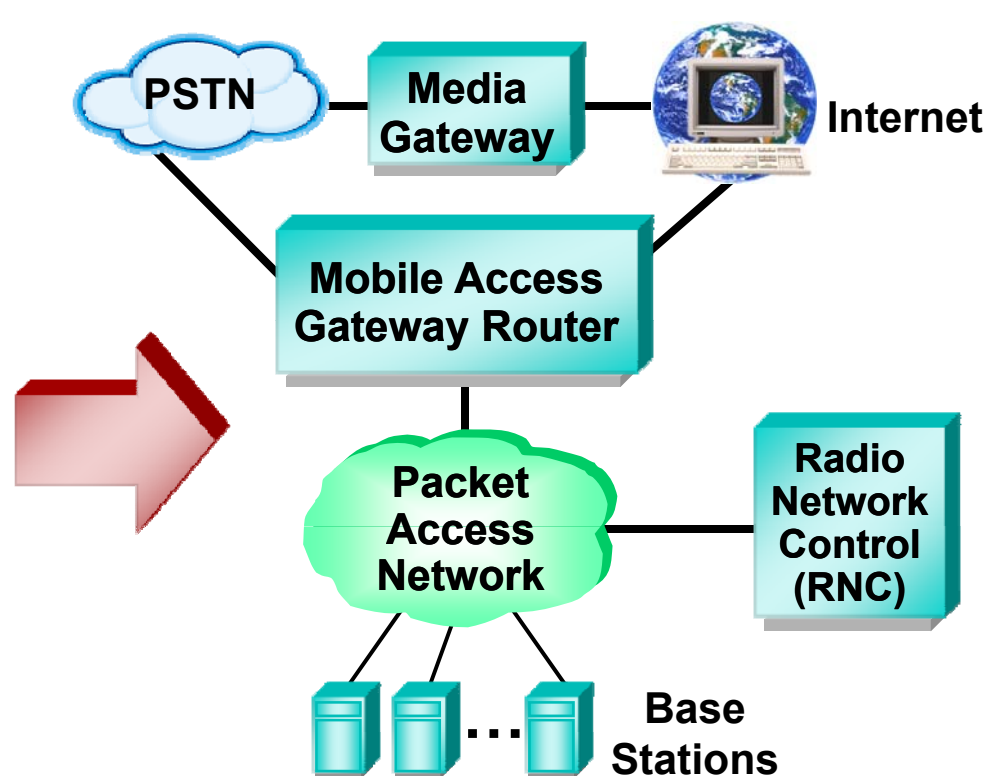 PSTN
Media
Gateway
Internet
Mobile Access
Gateway Router
Packet
Access
Network
Radio
Network
Control
(RNC)
...
Base
Stations